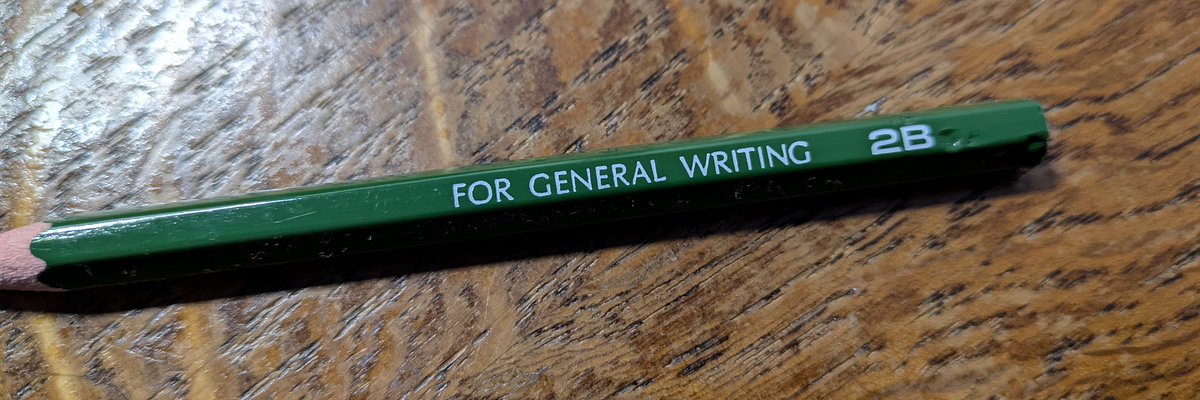 FOR GENERAL WRITING 2B